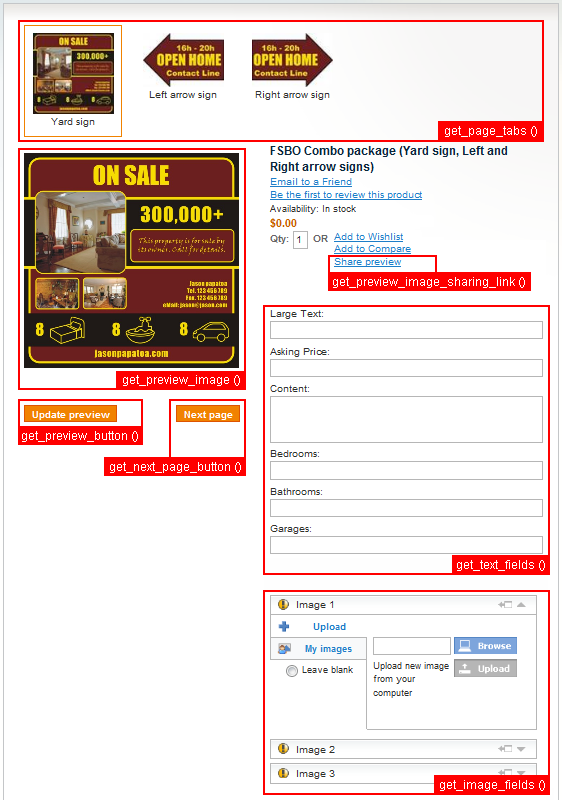 ON SALE
300,000+
16h - 20h
OPEN HOME
Contact Line
16h - 20h
OPEN HOME
Contact Line
Yard sign
Left arrow sign
Right arrow sign
get_page_tabs ()
ON SALE
300,000+
This property is for sale by
its owner. Call for details.
Jason papatoa
Tel. 123 456 789
Fax. 123 456 789
eMail: jason@jason.com
8
8
8
jasonpapatoa.com
get_preview_image ()
Update preview
Next page
get_preview_button ()
get_next_page_button ()
FSBO Combo package (Yard sign, Left and
Right arrow signs)
Email to a Friend
Be the first to review this product
Availability: In stock
$0.00
Qty: 1 OR Add to Wishlist
Add to Compare
Share preview
get_preview_image_sharing_link ()
Large Text:
Asking Price:
Content:
Bedrooms:
Bathrooms:
Garages:
get_text_fields ()
Image 1
Upload
My images
Browse
Leave blank
Upload new image
from your
computer
Upload
Image 2
Image 3
get_image_fields ()